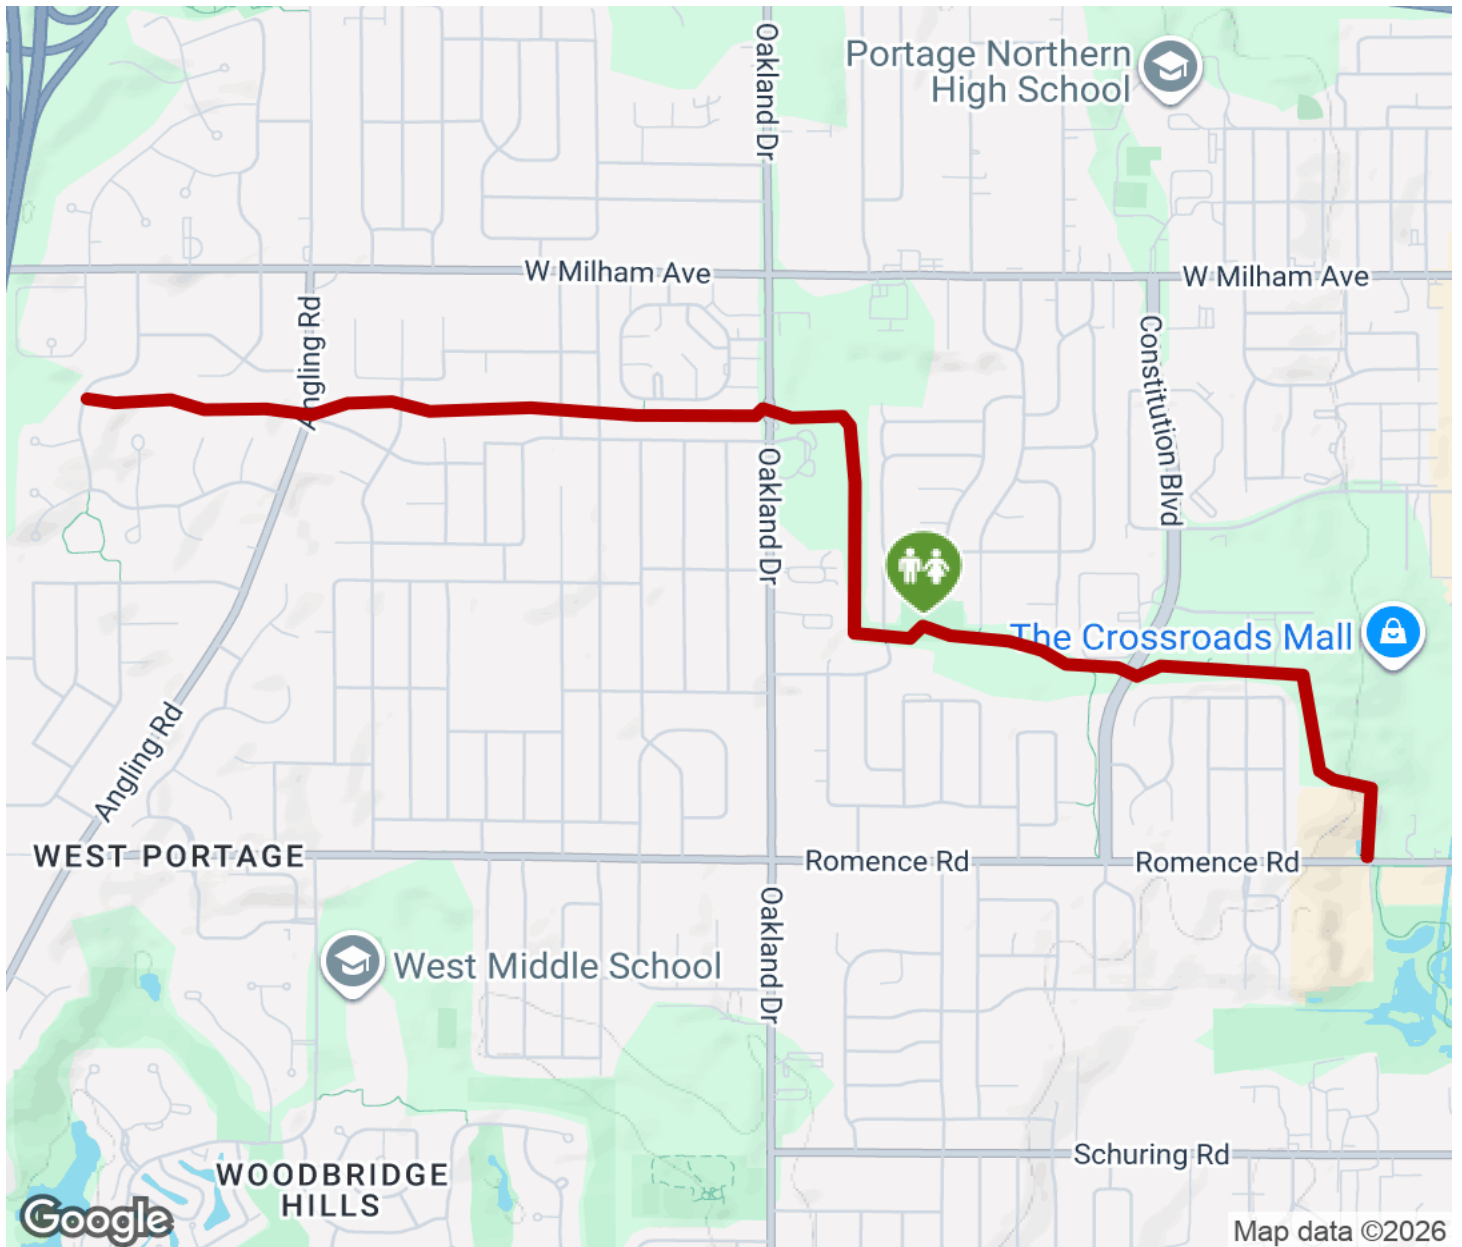 Oakland Dr
Portage Northern
High School
W Milham Ave
W Milham Ave
Angling Rd
Constitution Blvd
Oakland Dr
The Crossroads Mall
Angling Rd
WEST PORTAGE
Romence Rd
Romence Rd
Oakland Dr
West Middle School
Schuring Rd
WOODBRIDGE
HILLS
Google
Map data ©2026